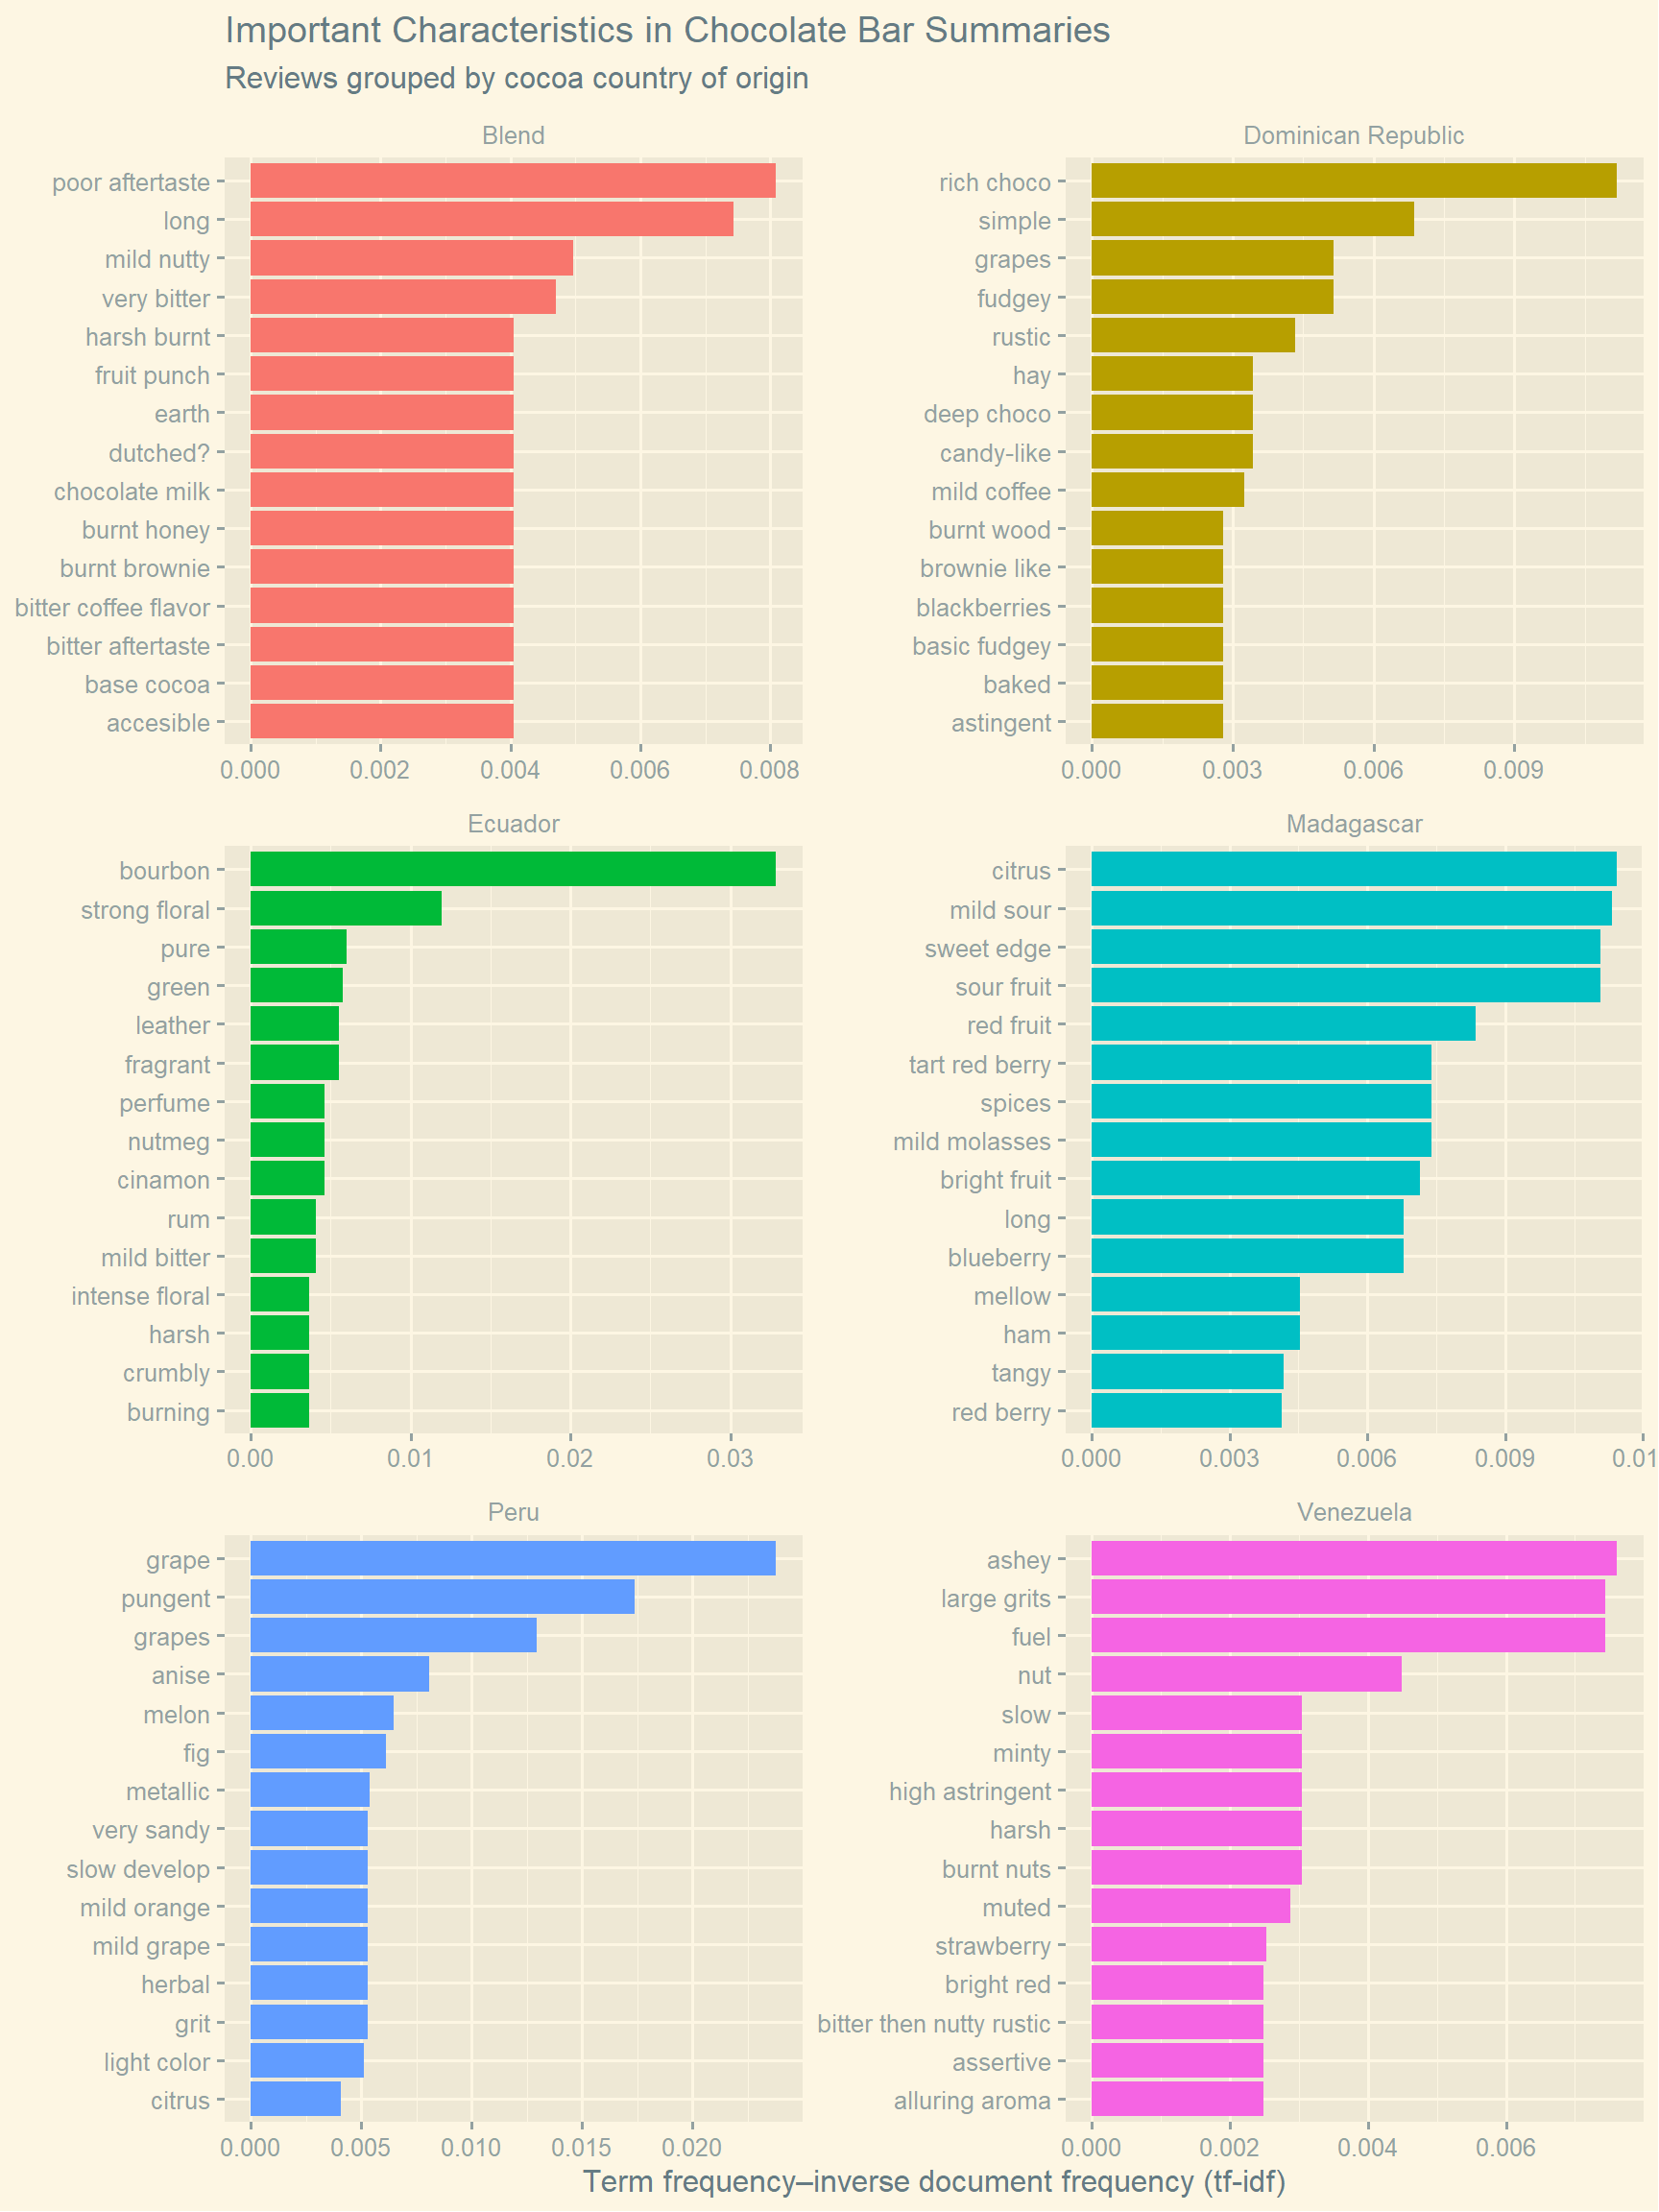 Important Characteristics in Chocolate Bar Summaries
Reviews grouped by cocoa country of origin
Blend
poor aftertaste
long
mild nutty
very bitter
harsh burnt
fruit punch
earth
dutched?
chocolate milk
burnt honey
burnt brownie
bitter coffee flavor
bitter aftertaste
base cocoa
accesible
0.000 0.002 0.004 0.006 0.008
Dominican Republic
rich choco
simple
grapes
fudgey
rustic
hay
deep choco
candy-like
mild coffee
burnt wood
brownie like
blackberries
basic fudgey
baked
astingent
0.000 0.003 0.006 0.009
Ecuador
bourbon
strong floral
pure
green
leather
fragrant
perfume
nutmeg
cinamon
rum
mild bitter
intense floral
harsh
crumbly
burning
0.00 0.01 0.02 0.03
Madagascar
citrus
mild sour
sweet edge
sour fruit
red fruit
tart red berry
spices
mild molasses
bright fruit
long
blueberry
mellow
ham
tangy
red berry
0.000 0.003 0.006 0.009 0.01
Peru
grape
pungent
grapes
anise
melon
fig
metallic
very sandy
slow develop
mild orange
mild grape
herbal
grit
light color
citrus
0.000 0.005 0.010 0.015 0.020
Venezuela
ashey
large grits
fuel
nut
slow
minty
high astringent
harsh
burnt nuts
muted
strawberry
bright red
bitter then nutty rustic
assertive
alluring aroma
0.000 0.002 0.004 0.006
Term frequency–inverse document frequency (tf-idf)